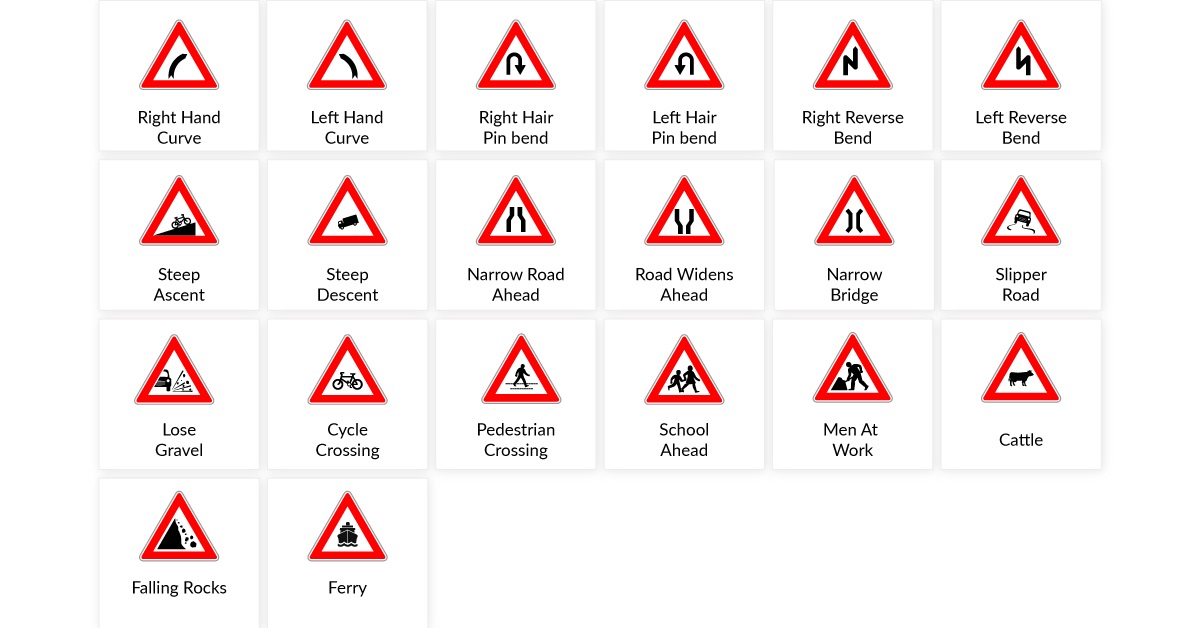 Right Hand
Curve
Left Hand
Curve
Right Hair
Pin bend
Left Hair
Pin bend
Right Reverse
Bend
Left Reverse
Bend
Steep
Ascent
Steep
Descent
Narrow Road
Ahead
Road Widens
Ahead
Narrow
Bridge
Slipper
Road
Lose
Gravel
Cycle
Crossing
Pedestrian
Crossing
School
Ahead
Men At
Work
Cattle
Falling Rocks
Ferry